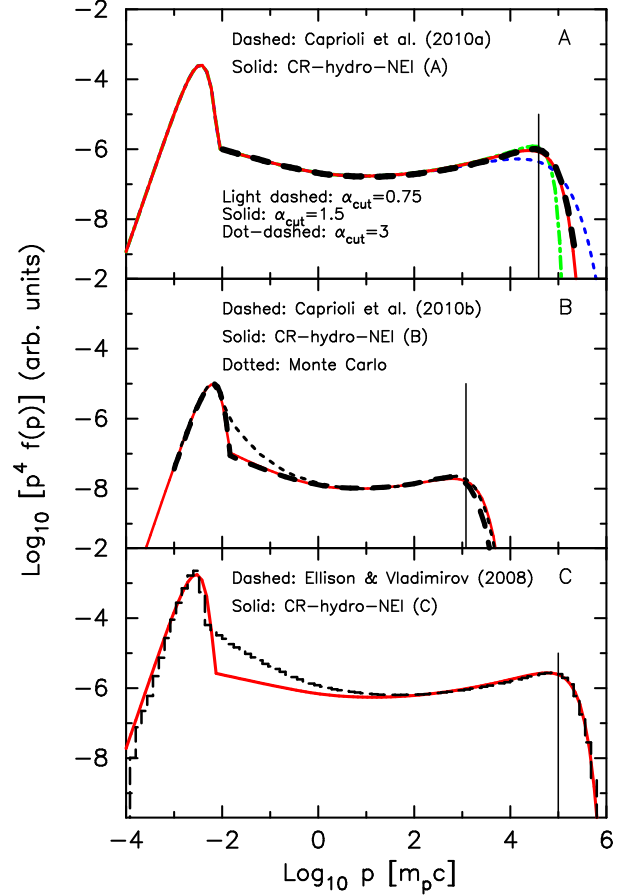 −2
Dashed: Caprioli et al. (2010a) A
Solid: CR−hydro−NEI (A)
−4
−6
Light dashed: α_cut=0.75
Solid: α_cut=1.5
Dot−dashed: α_cut=3
−8
−2
Dashed: Caprioli et al. (2010b) B
Solid: CR−hydro−NEI (B)
Dotted: Monte Carlo
−4
−6
−8
Log₁₀ [p⁴ f(p)] (arb. units)
−2
Dashed: Ellison & Vladimirov (2008) C
Solid: CR−hydro−NEI (C)
−4
−6
−8
−4 −2 0 2 4 6
Log₁₀ p [m_pc]